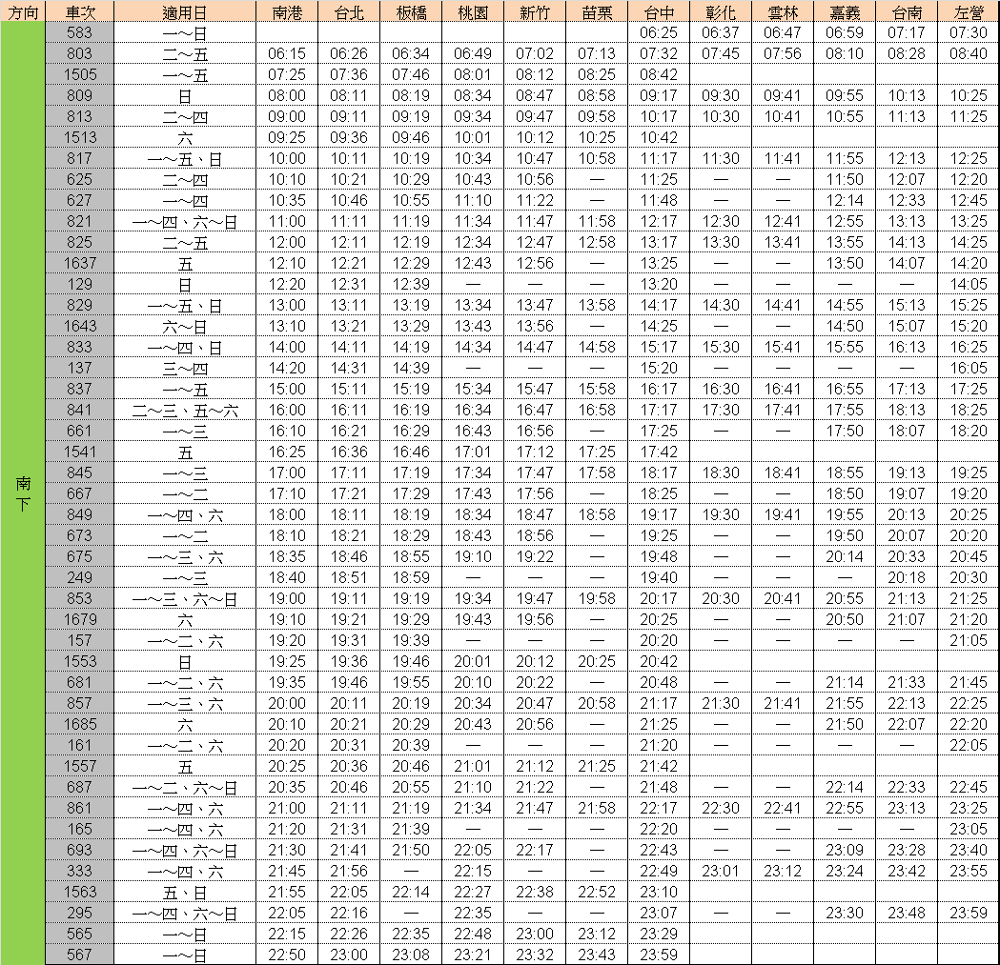 方向 車次 適用日 南港 台北 板橋 桃園 新竹 苗栗 台中 彰化 雲林 嘉義 台南 左營
583 一～日 06:25 06:37 06:47 06:59 07:17 07:30
803 二～五 06:15 06:26 06:34 06:49 07:02 07:13 07:32 07:45 07:56 08:10 08:28 08:40
1505 一～五 07:25 07:36 07:46 08:01 08:12 08:25 08:42
809 日 08:00 08:11 08:19 08:34 08:47 08:58 09:17 09:30 09:41 09:55 10:13 10:25
813 二～四 09:00 09:11 09:19 09:34 09:47 09:58 10:17 10:30 10:41 10:55 11:13 11:25
1513 六 09:25 09:36 09:46 10:01 10:12 10:25 10:42
817 一～五、日 10:00 10:11 10:19 10:34 10:47 10:58 11:17 11:30 11:41 11:55 12:13 12:25
625 二～四 10:10 10:21 10:29 10:43 10:56 — 11:25 — — 11:50 12:07 12:20
627 一～四 10:35 10:46 10:55 11:10 11:22 — 11:48 — — 12:14 12:33 12:45
821 一～四、六～日 11:00 11:11 11:19 11:34 11:47 11:58 12:17 12:30 12:41 12:55 13:13 13:25
825 二～五 12:00 12:11 12:19 12:34 12:47 12:58 13:17 13:30 13:41 13:55 14:13 14:25
1637 五 12:10 12:21 12:29 12:43 12:56 — 13:25 — — 13:50 14:07 14:20
129 日 12:20 12:31 12:39 — — — 13:20 — — — — 14:05
829 一～五、日 13:00 13:11 13:19 13:34 13:47 13:58 14:17 14:30 14:41 14:55 15:13 15:25
1643 六～日 13:10 13:21 13:29 13:43 13:56 — 14:25 — — 14:50 15:07 15:20
833 一～四、日 14:00 14:11 14:19 14:34 14:47 14:58 15:17 15:30 15:41 15:55 16:13 16:25
137 三～四 14:20 14:31 14:39 — — — 15:20 — — — — 16:05
837 一～五 15:00 15:11 15:19 15:34 15:47 15:58 16:17 16:30 16:41 16:55 17:13 17:25
841 二～三、五～六 16:00 16:11 16:19 16:34 16:47 16:58 17:17 17:30 17:41 17:55 18:13 18:25
661 一～三 16:10 16:21 16:29 16:43 16:56 — 17:25 — — 17:50 18:07 18:20
1541 五 16:25 16:36 16:46 17:01 17:12 17:25 17:42
845 一～三 17:00 17:11 17:19 17:34 17:47 17:58 18:17 18:30 18:41 18:55 19:13 19:25
南下
667 一～二 17:10 17:21 17:29 17:43 17:56 — 18:25 — — 18:50 19:07 19:20
849 一～四、六 18:00 18:11 18:19 18:34 18:47 18:58 19:17 19:30 19:41 19:55 20:13 20:25
673 一～二 18:10 18:21 18:29 18:43 18:56 — 19:25 — — 19:50 20:07 20:20
675 一～三、六 18:35 18:46 18:55 19:10 19:22 — 19:48 — — 20:14 20:33 20:45
249 一～三 18:40 18:51 18:59 — — — 19:40 — — — 20:18 20:30
853 一～三、六～日 19:00 19:11 19:19 19:34 19:47 19:58 20:17 20:30 20:41 20:55 21:13 21:25
1679 六 19:10 19:21 19:29 19:43 19:56 — 20:25 — — 20:50 21:07 21:20
157 一～二、六 19:20 19:31 19:39 — — — 20:20 — — — — 21:05
1553 日 19:25 19:36 19:46 20:01 20:12 20:25 20:42
681 一～二、六 19:35 19:46 19:55 20:10 20:22 — 20:48 — — 21:14 21:33 21:45
857 一～三、六 20:00 20:11 20:19 20:34 20:47 20:58 21:17 21:30 21:41 21:55 22:13 22:25
1685 六 20:10 20:21 20:29 20:43 20:56 — 21:25 — — 21:50 22:07 22:20
161 一～二、六 20:20 20:31 20:39 — — — 21:20 — — — — 22:05
1557 五 20:25 20:36 20:46 21:01 21:12 21:25 21:42
687 一～二、六～日 20:35 20:46 20:55 21:10 21:22 — 21:48 — — 22:14 22:33 22:45
861 一～四、六 21:00 21:11 21:19 21:34 21:47 21:58 22:17 22:30 22:41 22:55 23:13 23:25
165 一～四、六 21:20 21:31 21:39 — — — 22:20 — — — — 23:05
693 一～四、六～日 21:30 21:41 21:50 22:05 22:17 — 22:43 — — 23:09 23:28 23:40
333 一～四、六 21:45 21:56 — 22:15 — — 22:49 23:01 23:12 23:24 23:42 23:55
1563 五、日 21:55 22:05 22:14 22:27 22:38 22:52 23:10
295 一～四、六～日 22:05 22:16 — 22:35 — — 23:07 — — 23:30 23:48 23:59
565 一～日 22:15 22:26 22:35 22:48 23:00 23:12 23:29
567 一～日 22:50 23:00 23:08 23:21 23:32 23:43 23:59